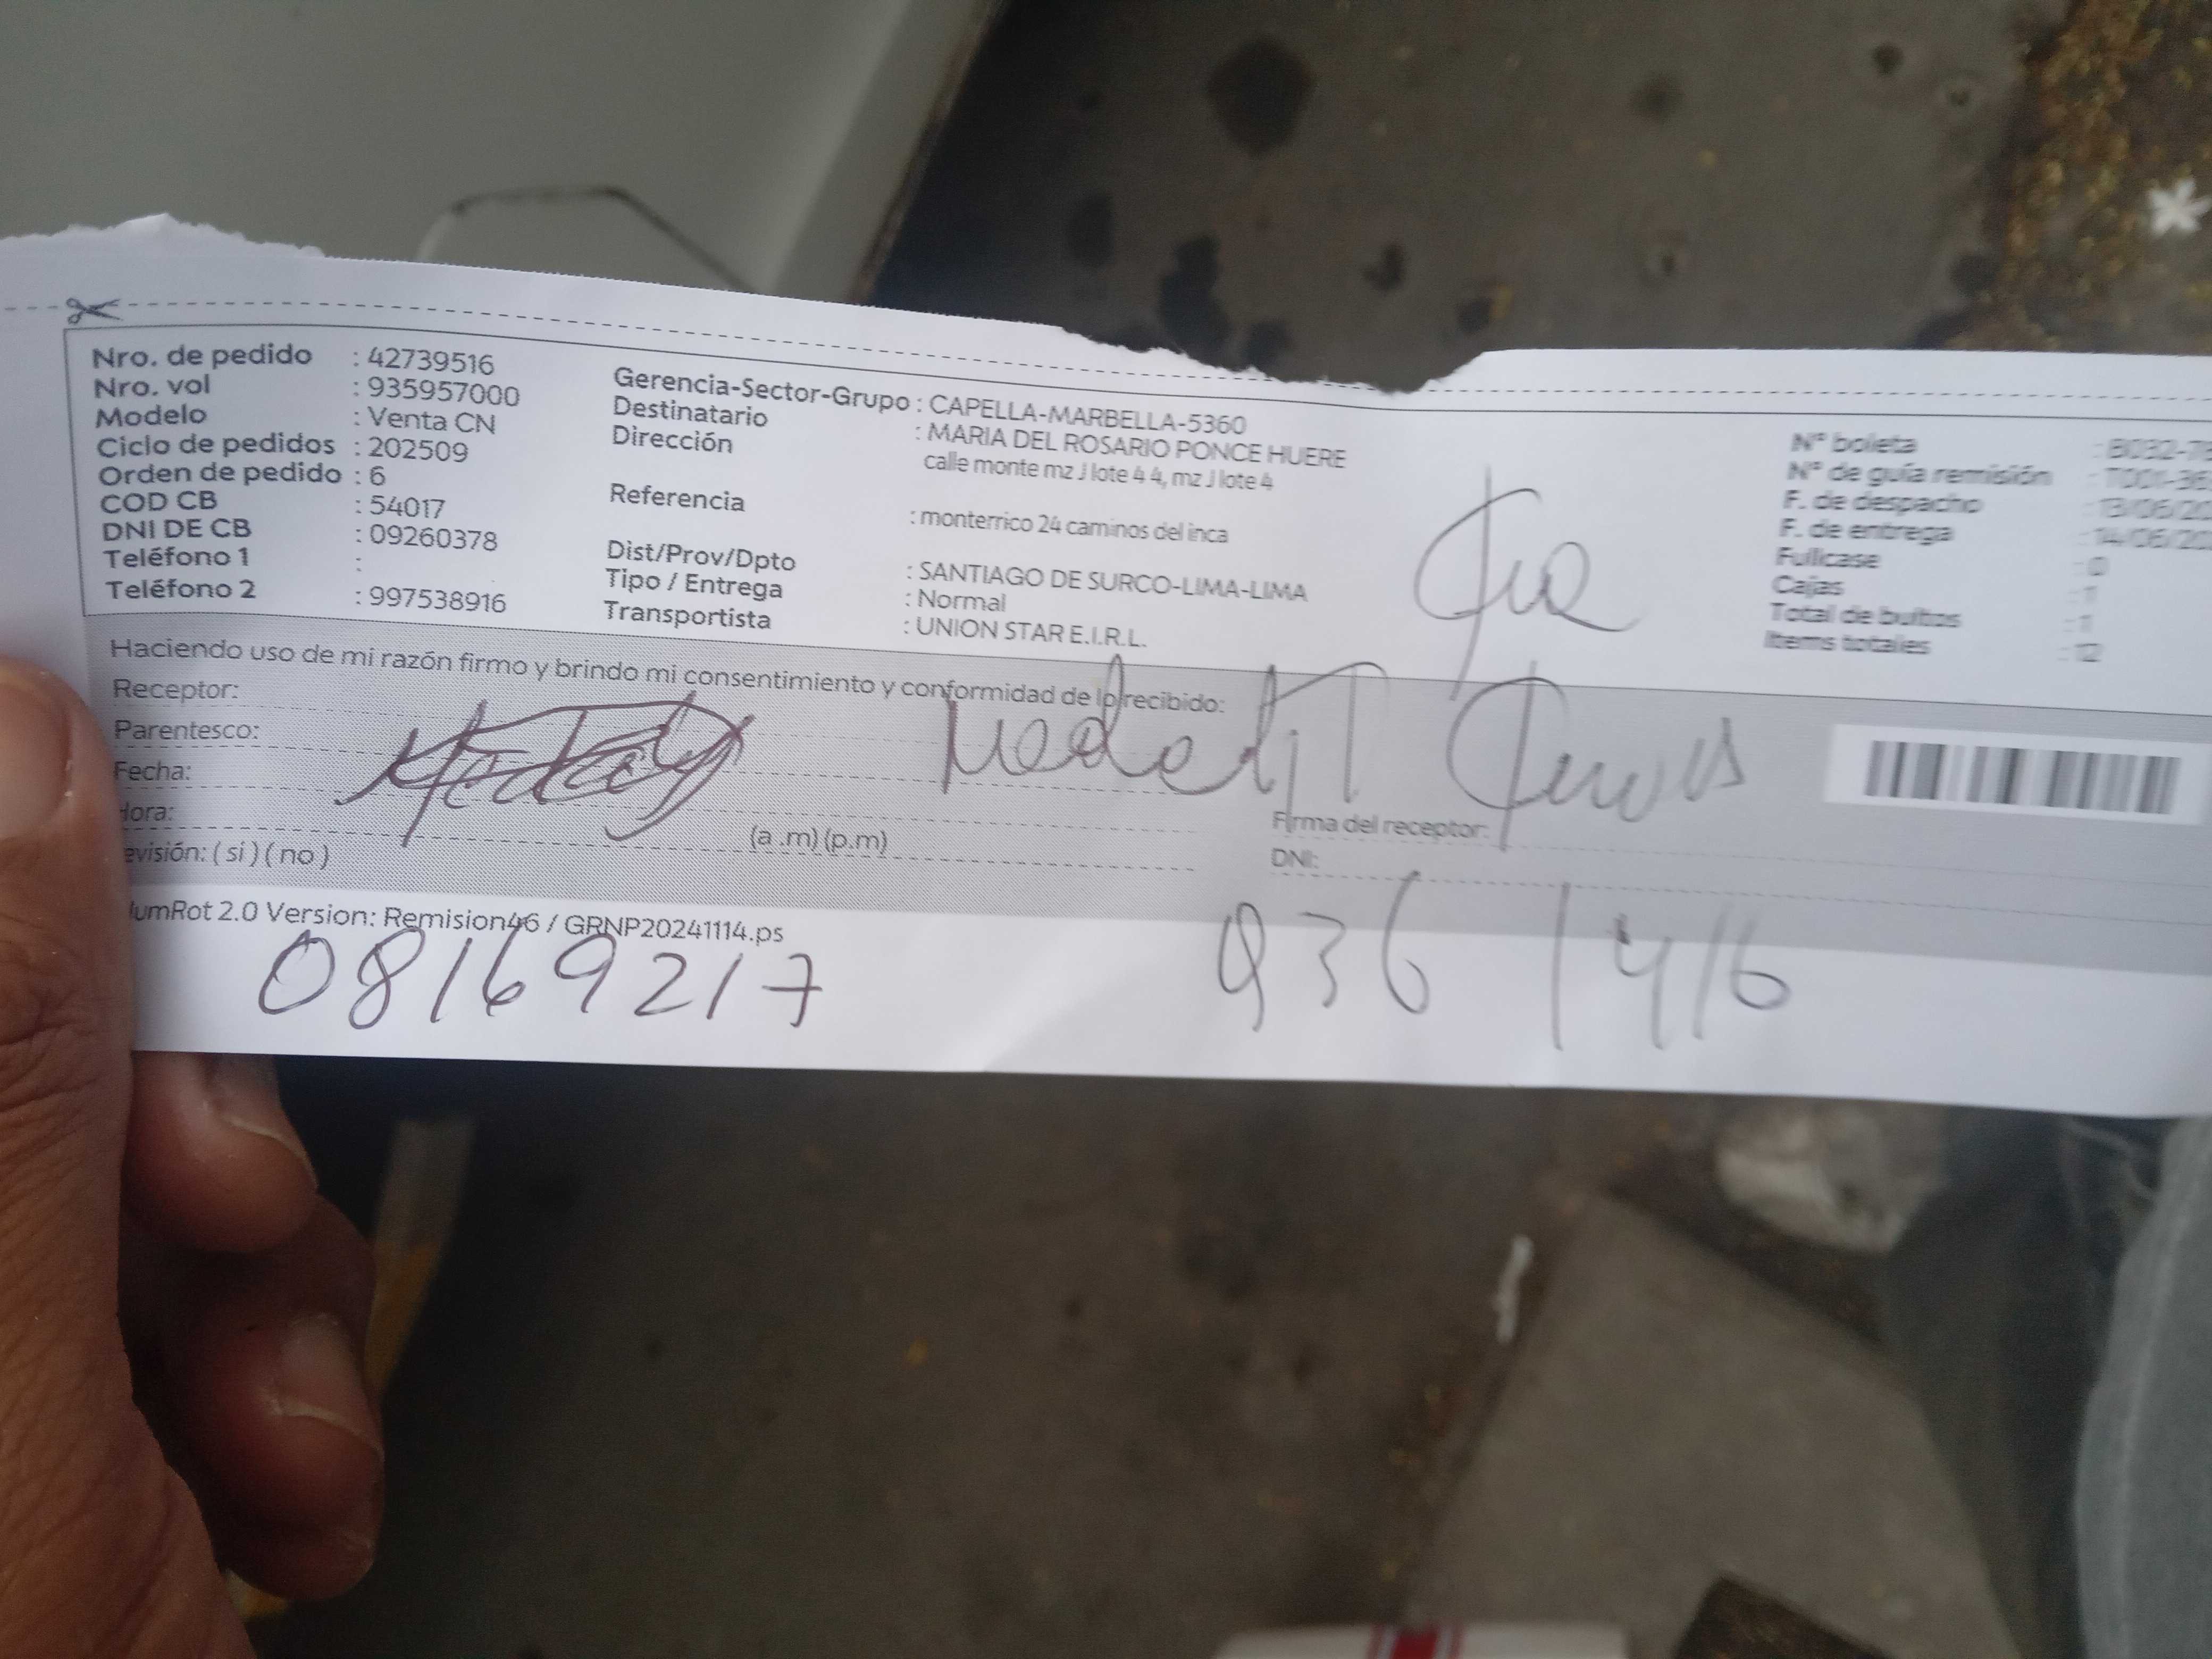 Nro. de pedido : 42739516
Nro. vol : 935957000
Modelo : Venta CN
Ciclo de pedidos : 202509
Orden de pedido : 6
COD CB : 54017
DNI DE CB : 09260378
Teléfono 1 :
Teléfono 2 : 997538916
Gerencia-Sector-Grupo : CAPELLA-MARBELLA-5360
Destinatario : MARIA DEL ROSARIO PONCE HUERE
Dirección calle monte mz J lote 4 4, mz J lote 4
Referencia : monterrico 24 caminos del inca
Dist/Prov/Dpto : SANTIAGO DE SURCO-LIMA-LIMA
Tipo / Entrega : Normal
Transportista : UNION STAR E.I.R.L.
N° boleta : B032-78
N° de guía remisión : T001-36
F. de despacho : 13/06/20
F. de entrega : 14/06/20
Fullcase : 0
Cajas : 1
Total de bultos : 1
Items totales : 12
Haciendo uso de mi razón firmo y brindo mi consentimiento y conformidad de lo recibido:
Receptor:
Parentesco:
Fecha:
Hora: (a .m) (p.m)
evisión: ( si ) ( no )
Firma del receptor:
DNI:
umRot 2.0 Version: Remision46 / GRNP20241114.ps
08169217
936 1416